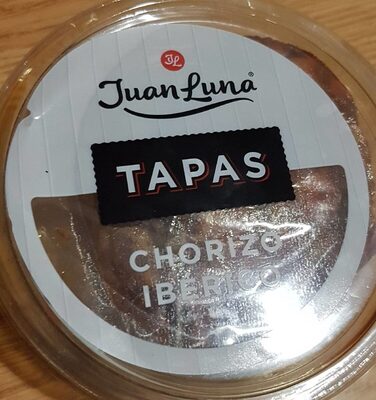 JL
Juan Luna®
TAPAS
CHORIZO
IBERICO